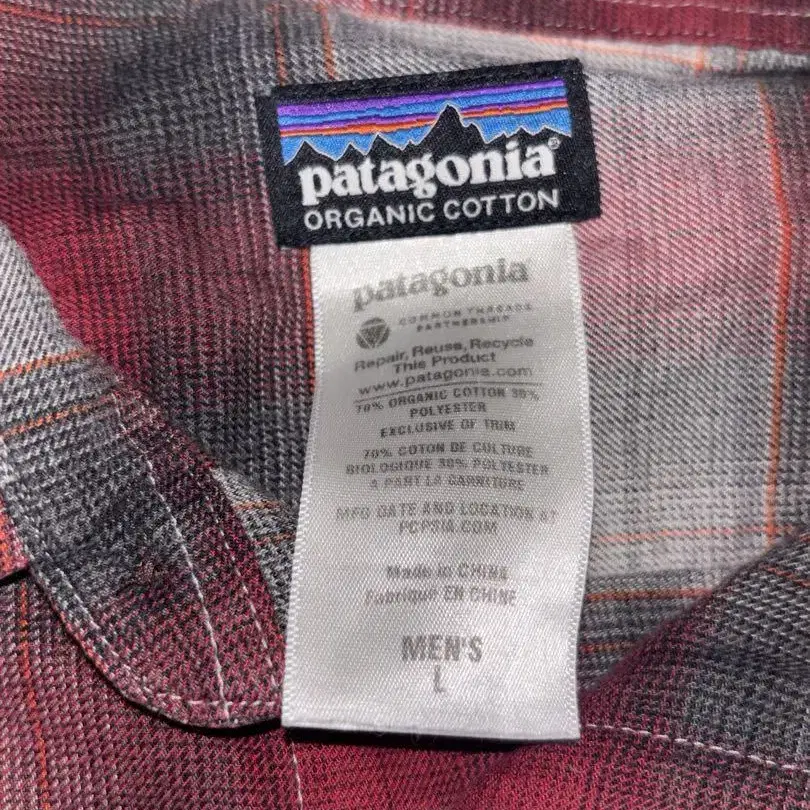 patagonia®
ORGANIC COTTON
patagonia
COMMON THREADS
PARTNERSHIP
Repair, Reuse, Recycle
This Product
www.patagonia.com
70% ORGANIC COTTON 30%
POLYESTER
EXCLUSIVE OF TRIM
70% COTON DE CULTURE
BIOLOGIQUE 30% POLYESTER
A PART LA GARNITURE
MFG DATE AND LOCATION AT
PCPSIA.COM
Made in CHINA
Fabrique EN CHINE
MEN'S
L